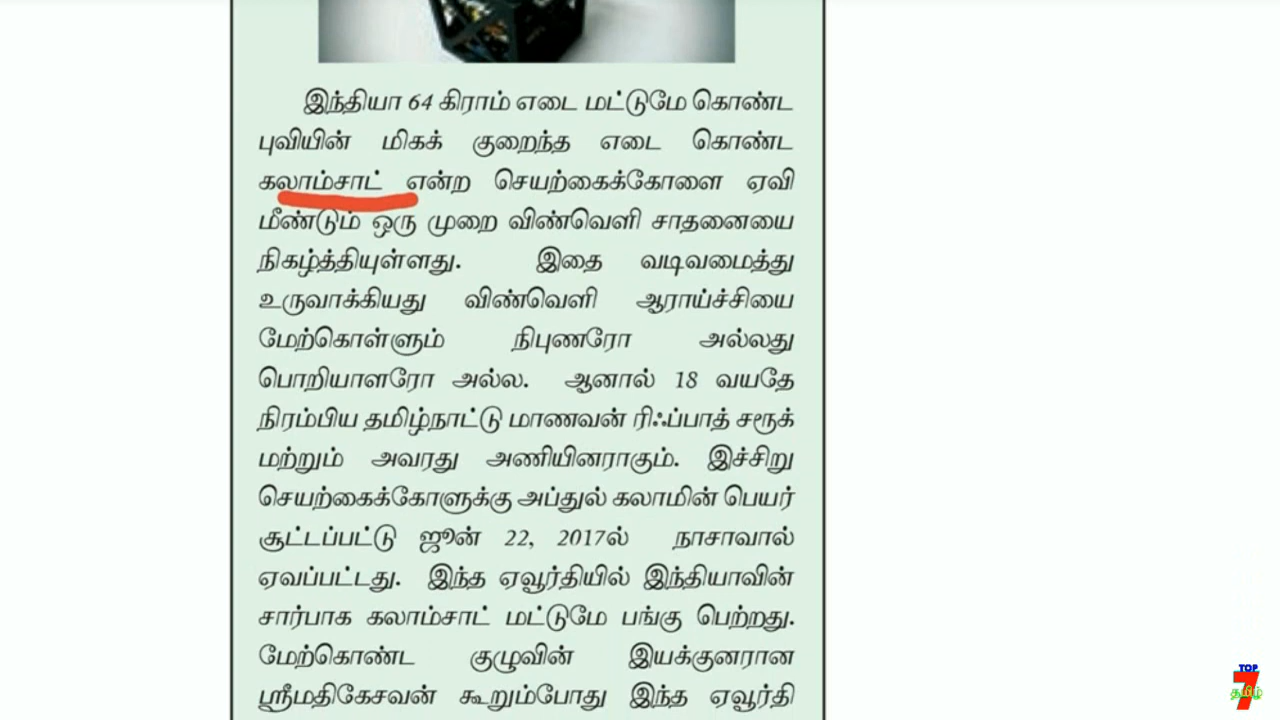 இந்தியா 64 கிராம் எடை மட்டுமே கொண்ட
புவியின் மிகக் குறைந்த எடை கொண்ட
கலாம்சாட் என்ற செயற்கைக்கோளை ஏவி
மீண்டும் ஒரு முறை விண்வெளி சாதனையை
நிகழ்த்தியுள்ளது. இதை வடிவமைத்து
உருவாக்கியது விண்வெளி ஆராய்ச்சியை
மேற்கொள்ளும் நிபுணரோ அல்லது
பொறியாளரோ அல்ல. ஆனால் 18 வயதே
நிரம்பிய தமிழ்நாட்டு மாணவன் ரிஃப்பாத் சரூக்
மற்றும் அவரது அணியினராகும். இச்சிறு
செயற்கைக்கோளுக்கு அப்துல் கலாமின் பெயர்
சூட்டப்பட்டு ஜூன் 22, 2017ல் நாசாவால்
ஏவப்பட்டது. இந்த ஏவூர்தியில் இந்தியாவின்
சார்பாக கலாம்சாட் மட்டுமே பங்கு பெற்றது.
மேற்கொண்ட குழுவின் இயக்குனரான
ஸ்ரீமதிகேசவன் கூறும்போது இந்த ஏவூர்தி
TOP
7
தமிழ்